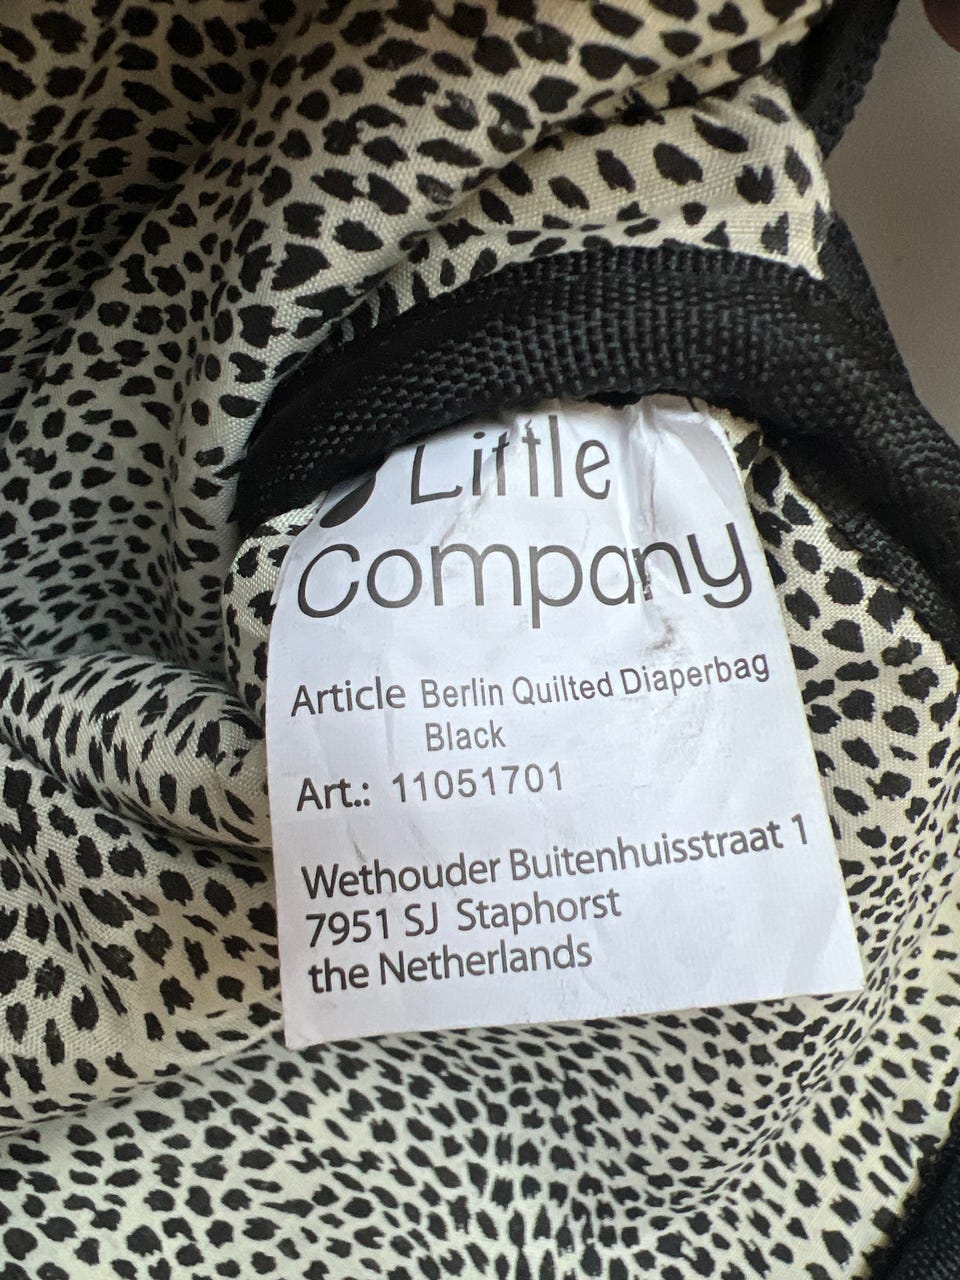 Little
Company
Article Berlin Quilted Diaperbag
Black
Art.: 11051701
Wethouder Buitenhuisstraat 1
7951 SJ Staphorst
the Netherlands